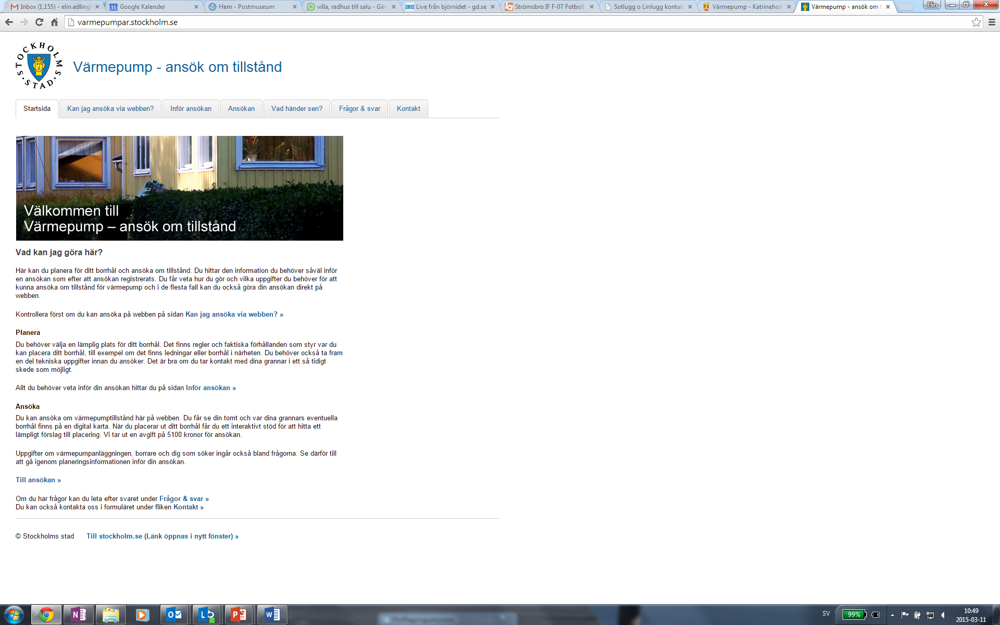 Inbox (1,155) - elin.edling
Google Kalender
Hem - Postmuseum
villa, radhus till salu - Gäv
Live från björnidet - gd.se
Strömsbro IF F-07 Fotboll
Sotlugg o Linlugg kontak
Värmepump - Katrinehol
Värmepump - ansök om t
Elin
varmepumpar.stockholm.se
STOCKHOLMS STAD
Värmepump - ansök om tillstånd
Startsida
Kan jag ansöka via webben?
Inför ansökan
Ansökan
Vad händer sen?
Frågor & svar
Kontakt
Välkommen till
Värmepump – ansök om tillstånd
Vad kan jag göra här?
Här kan du planera för ditt borrhål och ansöka om tillstånd. Du hittar den information du behöver såväl inför
en ansökan som efter att ansökan registrerats. Du får veta hur du gör och vilka uppgifter du behöver för att
kunna ansöka om tillstånd för värmepump och i de flesta fall kan du också göra din ansökan direkt på
webben.
Kontrollera först om du kan ansöka på webben på sidan Kan jag ansöka via webben? »
Planera
Du behöver välja en lämplig plats för ditt borrhål. Det finns regler och faktiska förhållanden som styr var du
kan placera ditt borrhål, till exempel om det finns ledningar eller borrhål i närheten. Du behöver också ta fram
en del tekniska uppgifter innan du ansöker. Det är bra om du tar kontakt med dina grannar i ett så tidigt
skede som möjligt.
Allt du behöver veta inför din ansökan hittar du på sidan Inför ansökan »
Ansöka
Du kan ansöka om värmepumptillstånd här på webben. Du får se din tomt och var dina grannars eventuella
borrhål finns på en digital karta. När du placerar ut ditt borrhål får du ett interaktivt stöd för att hitta ett
lämpligt förslag till placering. Vi tar ut en avgift på 5100 kronor för ansökan.
Uppgifter om värmepumpanläggningen, borrare och dig som söker ingår också bland frågorna. Se därför till
att gå igenom planeringsinformationen inför din ansökan.
Till ansökan »
Om du har frågor kan du leta efter svaret under Frågor & svar »
Du kan också kontakta oss i formuläret under fliken Kontakt »
© Stockholms stad
Till stockholm.se (Länk öppnas i nytt fönster) »
SV
99%
10:49
2015-03-11